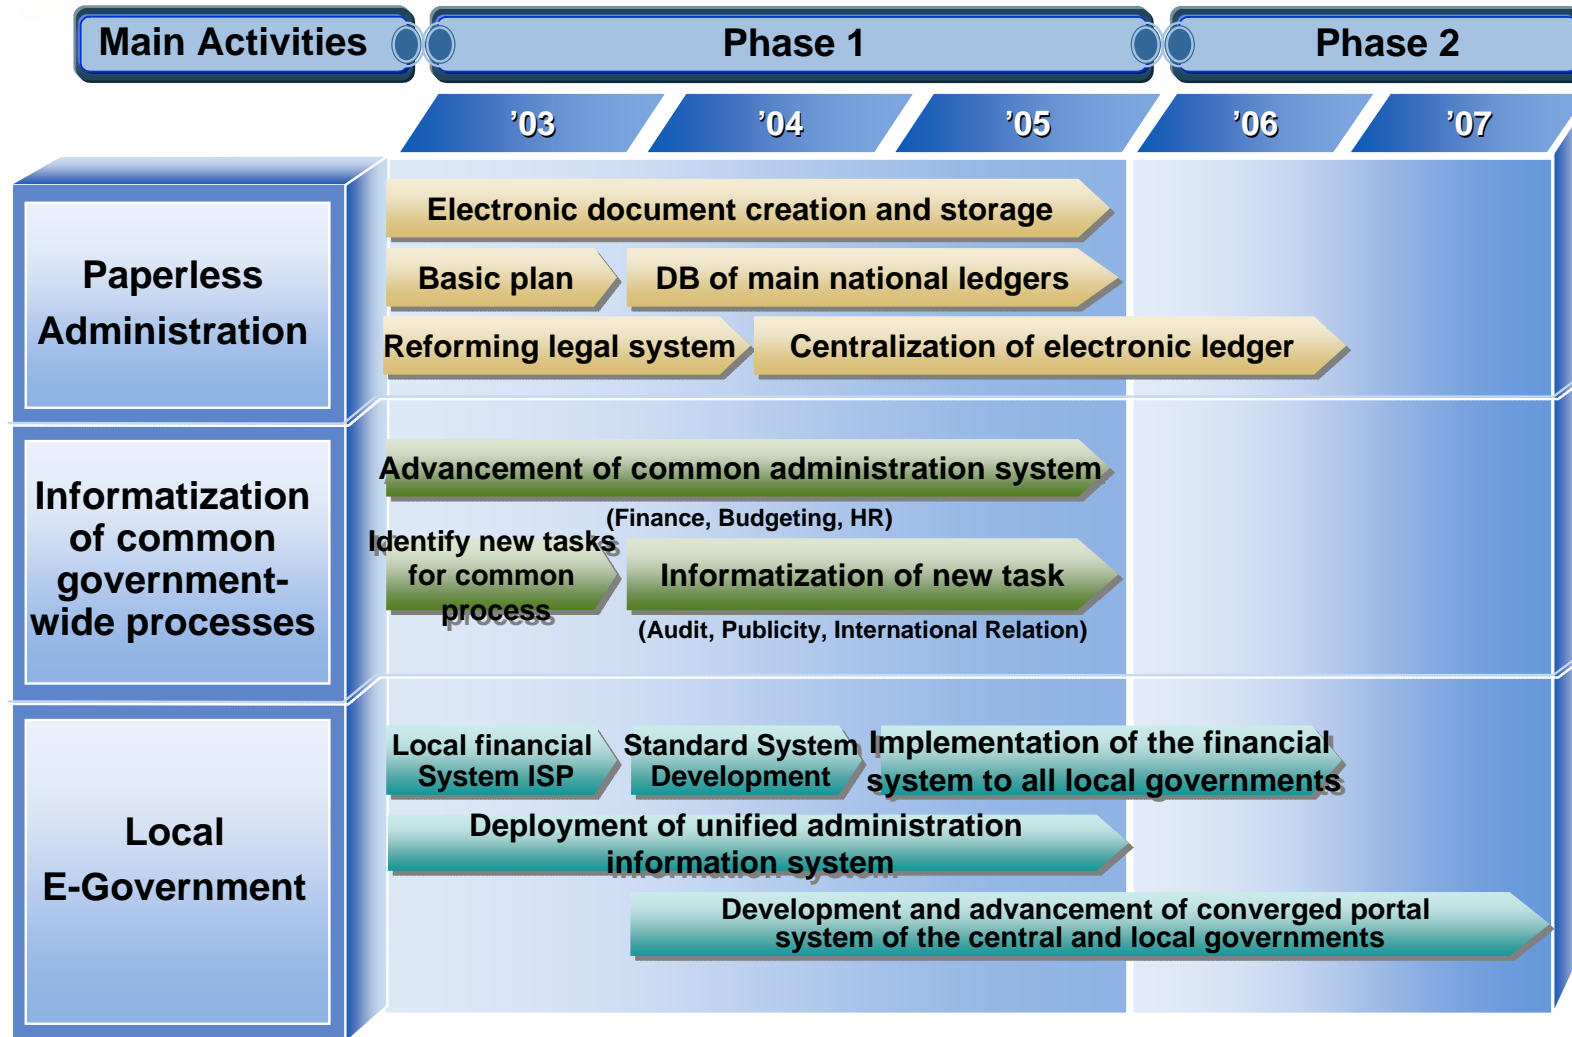 Main Activities
Phase 1
Phase 2
’03
’04
’05
’06
’07
Paperless
Administration
Electronic document creation and storage
Basic plan
DB of main national ledgers
Reforming legal system
Centralization of electronic ledger
Informatization
of common
government-
wide processes
Advancement of common administration system
(Finance, Budgeting, HR)
Identify new tasks
for common
process
Informatization of new task
(Audit, Publicity, International Relation)
Local
E-Government
Local financial
System ISP
Standard System
Development
Implementation of the financial
system to all local governments
Deployment of unified administration
information system
Development and advancement of converged portal
system of the central and local governments